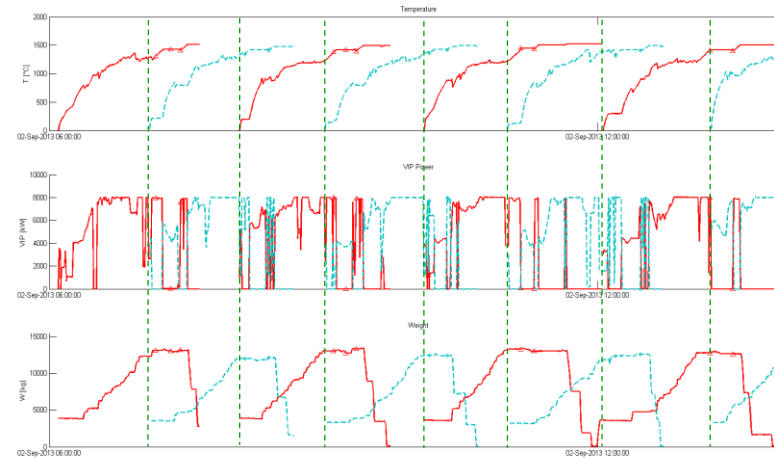 Temperature
2000
1500
1000
500
0
T [°C]
02-Sep-2013 06:00:00
02-Sep-2013 12:00:00
VIP Power
10000
8000
6000
4000
2000
0
VIP [kW]
02-Sep-2013 06:00:00
02-Sep-2013 12:00:00
Weight
15000
10000
5000
0
W [kg]
02-Sep-2013 06:00:00
02-Sep-2013 12:00:00